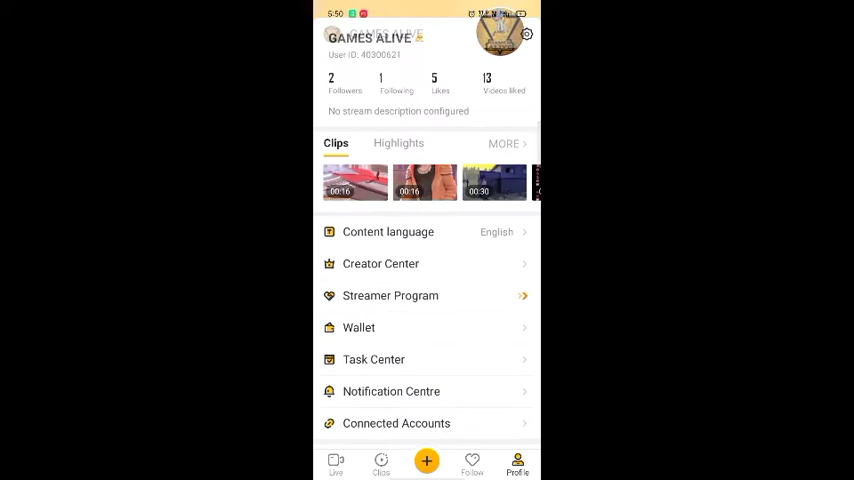 5:50
GAMES ALIVE
GAMES ALIVE
User ID: 40300621
2 1 5 13
Followers Following Likes Videos liked
No stream description configured
Clips Highlights MORE
00:16 00:16 00:30
Content language English
Creator Center
Streamer Program
Wallet
Task Center
Notification Centre
Connected Accounts
Live Clips Follow Profile